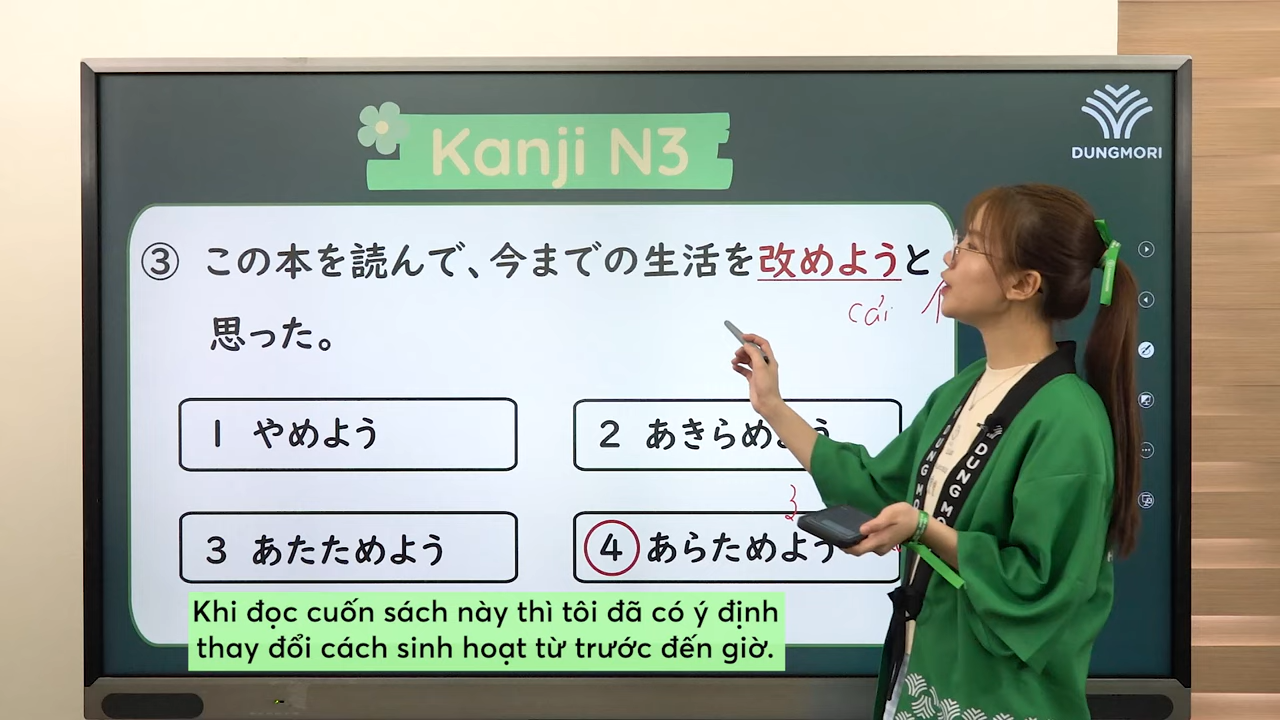 Kanji N3
DUNGMORI
③ この本を読んで、今までの生活を改めようと
思った。
cải
1 やめよう
2 あきらめよう
3 あたためよう
4 あらためよう
Khi đọc cuốn sách này thì tôi đã có ý định
thay đổi cách sinh hoạt từ trước đến giờ.
DUNG MO